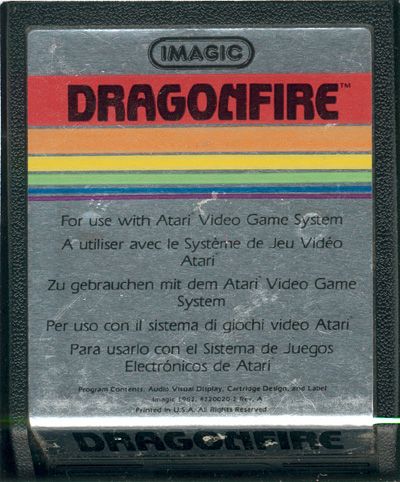 IMAGIC
DRAGONFIRE™
For use with Atari® Video Game System
A utiliser avec le Système de Jeu Vidéo
Atari®
Zu gebrauchen mit dem Atari® Video Game
System
Per uso con il sistema di giochi video Atari®
Para usarlo con el Sistema de Juegos
Electrónicos de Atari®
Program Contents, Audio Visual Display, Cartridge Design, and Label
Imagic 1982, Rev. A
Printed in U.S.A. All Rights Reserved
DRAGONFIRE